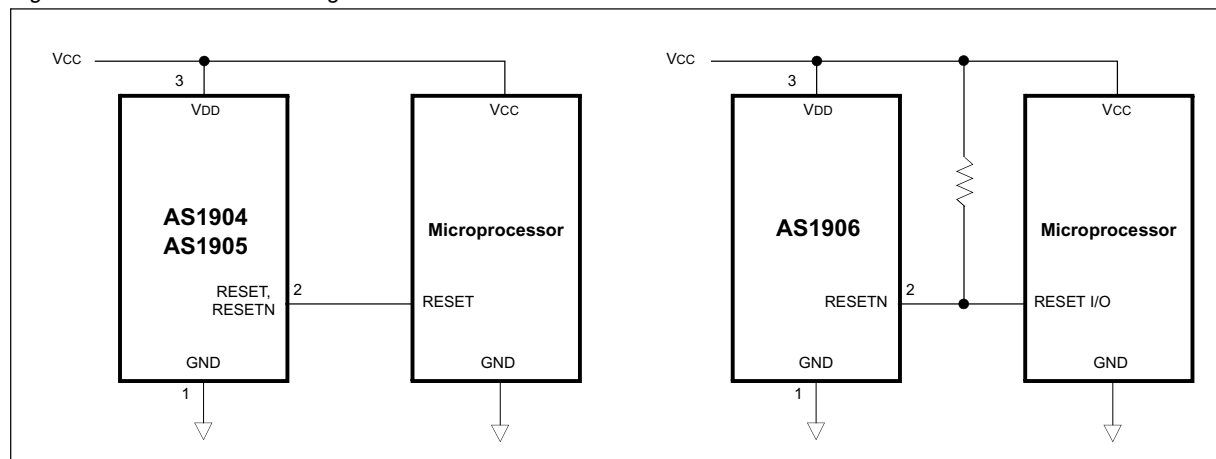 VCC
3
VDD
VCC
AS1904
AS1905
Microprocessor
RESET,
RESETN
2
RESET
GND
GND
1
VCC
3
VDD
VCC
AS1906
Microprocessor
RESETN
2
RESET I/O
GND
GND
1